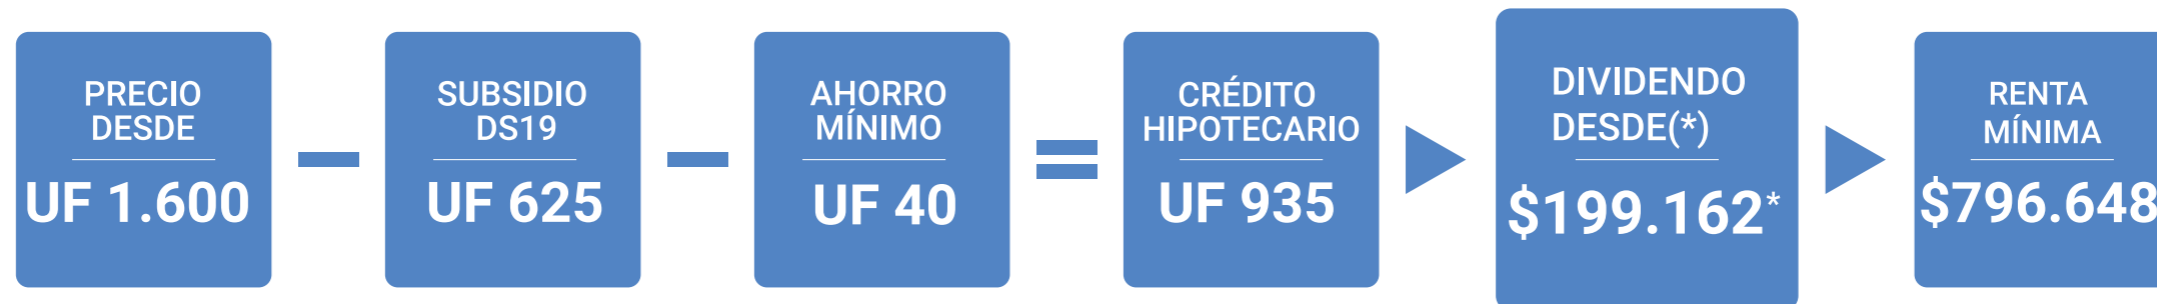 PRECIO
DESDE
UF 1.600
SUBSIDIO
DS19
UF 625
AHORRO
MÍNIMO
UF 40
CRÉDITO
HIPOTECARIO
UF 935
DIVIDENDO
DESDE(*)
$199.162*
RENTA
MÍNIMA
$796.648